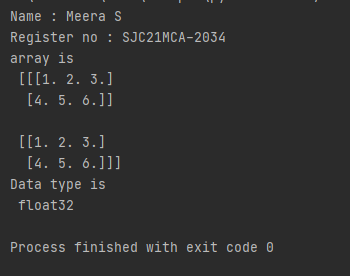 Name : Meera S
Register no : SJC21MCA-2034
array is
 [[[1. 2. 3.]
  [4. 5. 6.]]

 [[1. 2. 3.]
  [4. 5. 6.]]]
Data type is
 float32

Process finished with exit code 0